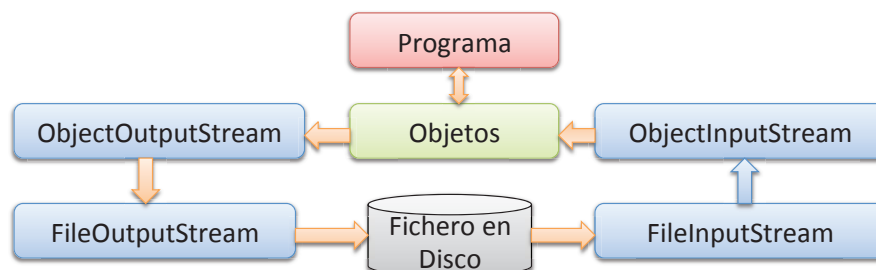 Programa
ObjectOutputStream
Objetos
ObjectInputStream
FileOutputStream
Fichero en
Disco
FileInputStream